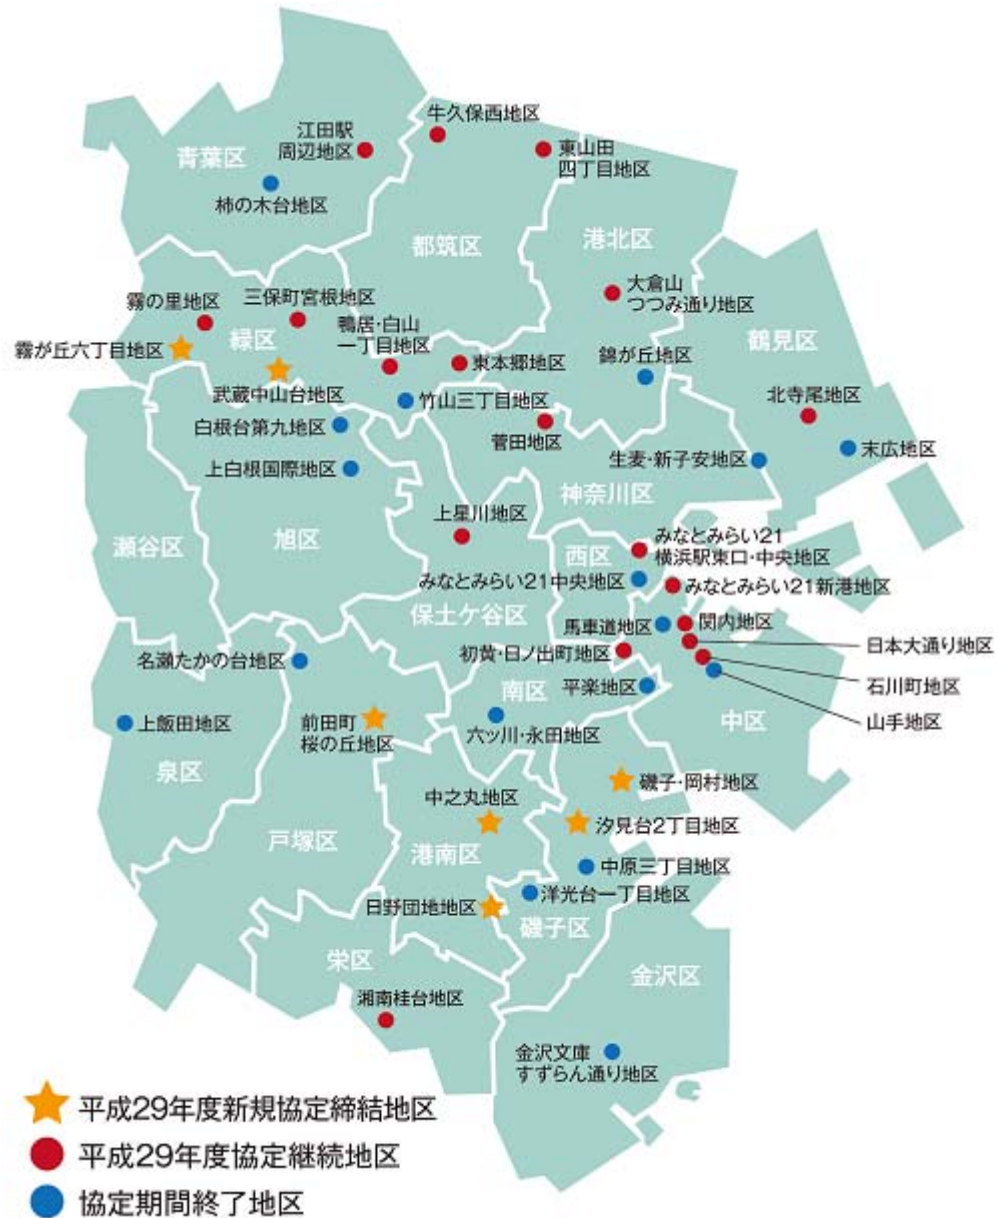 牛久保西地区
江田駅
周辺地区
東山田
四丁目地区
青葉区
柿の木台地区
都筑区
港北区
大倉山
つつみ通り地区
霧の里地区
三保町宮根地区
鴨居・白山
一丁目地区
緑区
霧が丘六丁目地区
東本郷地区
錦が丘地区
鶴見区
武蔵中山台地区
竹山三丁目地区
北寺尾地区
白根台第九地区
菅田地区
末広地区
上白根国際地区
生麦・新子安地区
神奈川区
上星川地区
瀬谷区
旭区
西区
みなとみらい21
横浜駅東口・中央地区
みなとみらい21中央地区
みなとみらい21新港地区
保土ケ谷区
馬車道地区
関内地区
日本大通り地区
初黄・日ノ出町地区
名瀬たかの台地区
南区
平楽地区
石川町地区
上飯田地区
前田町
桜の丘地区
六ッ川・永田地区
中区
山手地区
泉区
磯子・岡村地区
中之丸地区
汐見台2丁目地区
戸塚区
港南区
中原三丁目地区
洋光台一丁目地区
日野団地地区
磯子区
栄区
金沢区
湘南桂台地区
金沢文庫
すずらん通り地区
平成29年度新規協定締結地区
平成29年度協定継続地区
協定期間終了地区